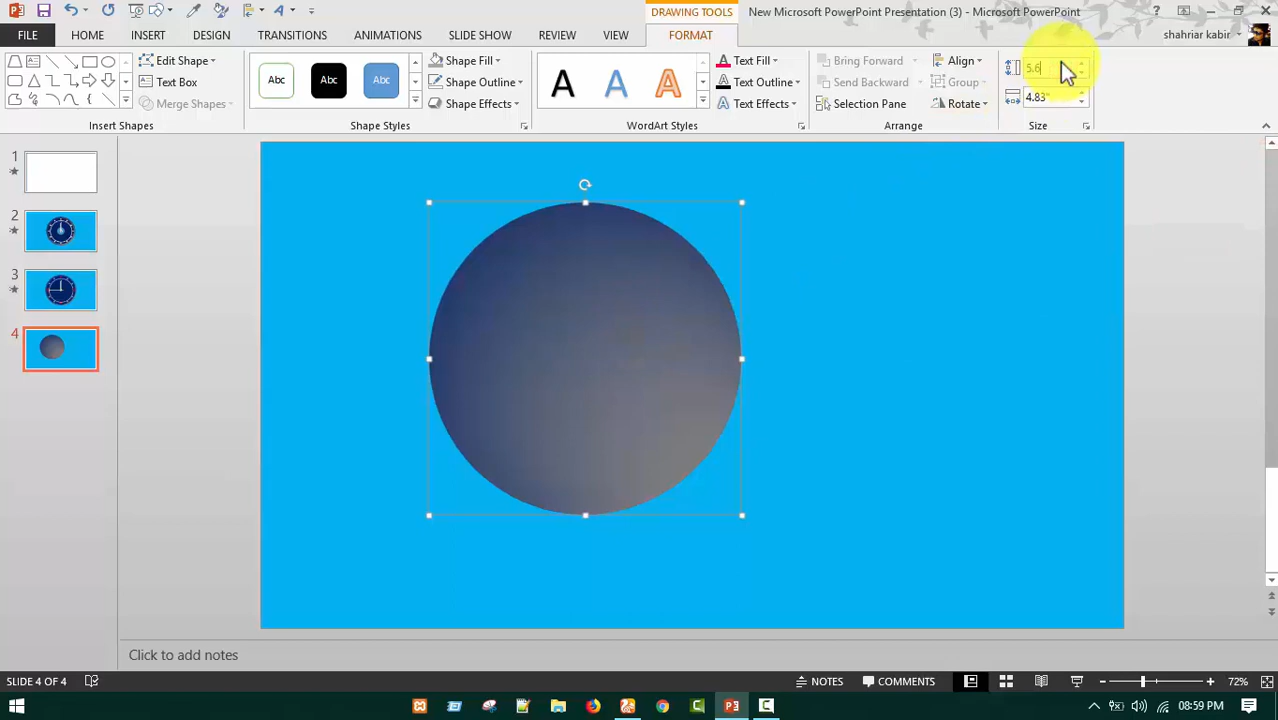 DRAWING TOOLS
New Microsoft PowerPoint Presentation (3) - Microsoft PowerPoint
?
FILE HOME INSERT DESIGN TRANSITIONS ANIMATIONS SLIDE SHOW REVIEW VIEW FORMAT
shahriar kabir
Edit Shape
Text Box
Merge Shapes
Insert Shapes
Abc Abc Abc
Shape Fill
Shape Outline
Shape Effects
Shape Styles
A A A
Text Fill
Text Outline
Text Effects
WordArt Styles
Bring Forward
Send Backward
Selection Pane
Align
Group
Rotate
Arrange
5.6
4.83"
Size
1
2
3
4
Click to add notes
SLIDE 4 OF 4
NOTES
COMMENTS
72%
08:59 PM